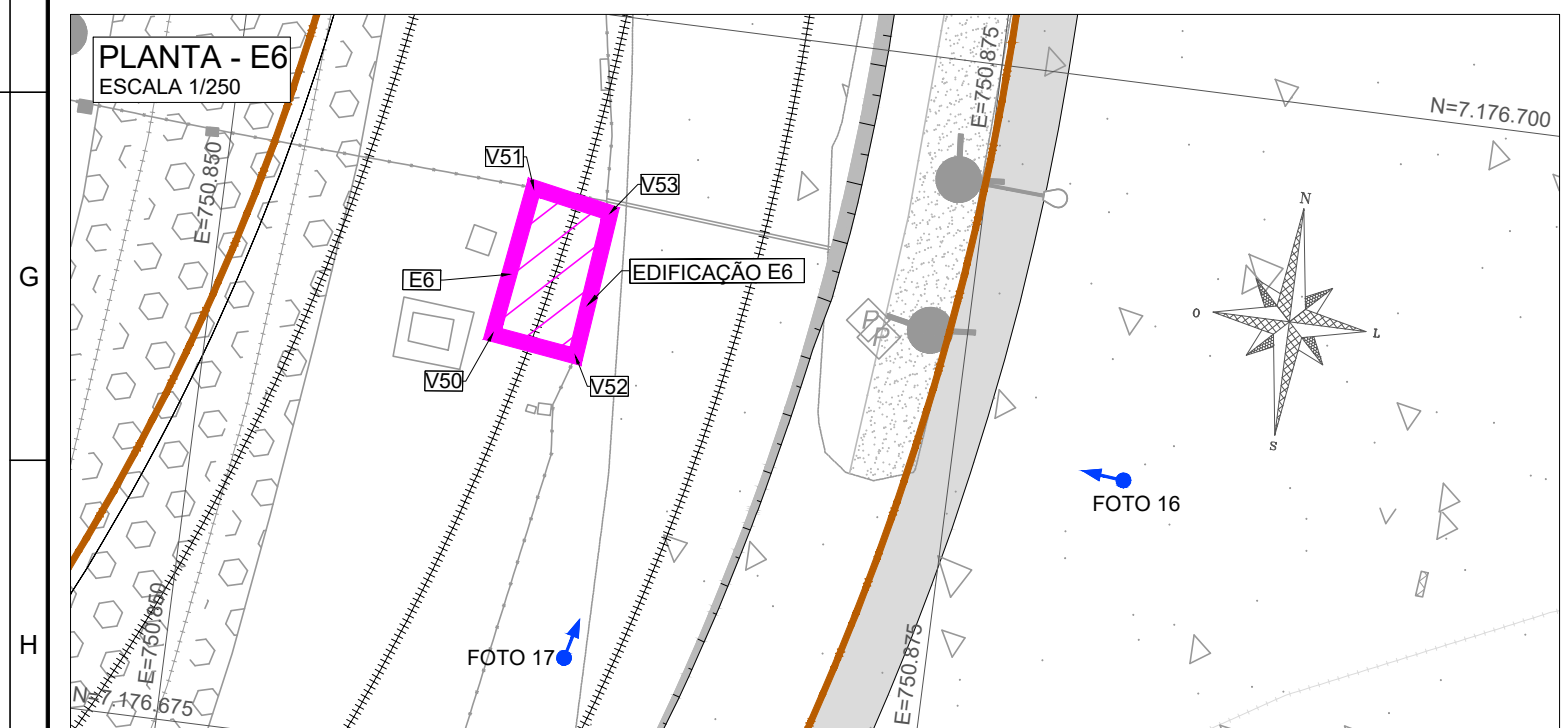 PLANTA - E6
ESCALA 1/250
E=750.875
N=7.176.700
E=750.850
V51
V53
N
G
E6
EDIFICAÇÃO E6
O
L
P
P
V50
V52
S
FOTO 16
E=750.850
E=750.875
H
FOTO 17
N=7.176.675